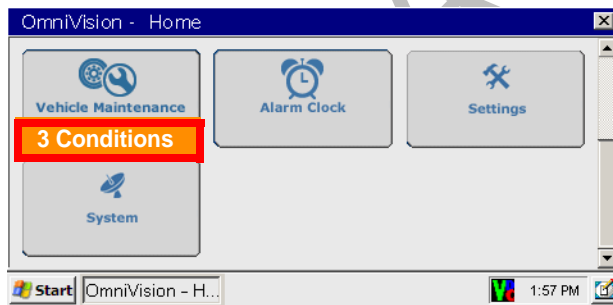 OmniVision - Home
Vehicle Maintenance
Alarm Clock
Settings
3 Conditions
System
Start
OmniVision - H...
1:57 PM